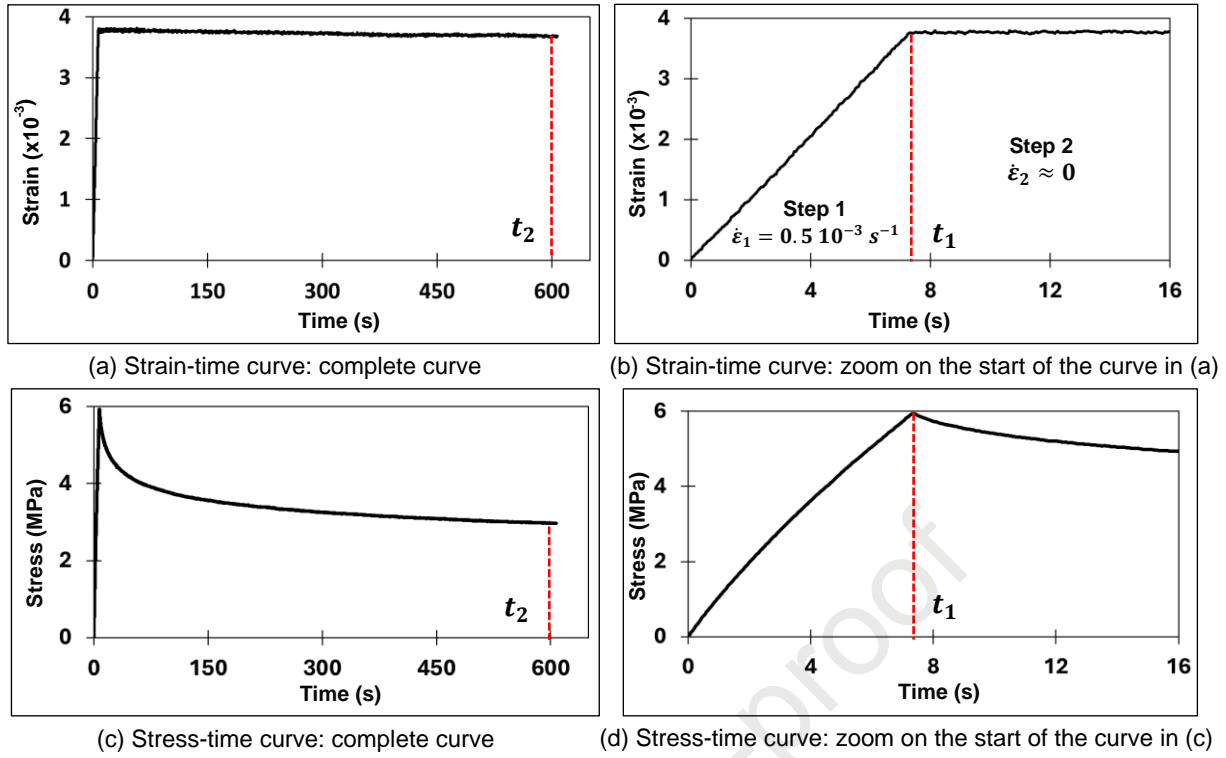 4
3
2
1
0
Strain (x10⁻³)
t₂
0 150 300 450 600
Time (s)
(a) Strain-time curve: complete curve
4
3
2
1
0
Strain (x10⁻³)
Step 1
ε̇₁ = 0.5 10⁻³ s⁻¹
t₁
Step 2
ε̇₂ ≈ 0
0 4 8 12 16
Time (s)
(b) Strain-time curve: zoom on the start of the curve in (a)
6
4
2
0
Stress (MPa)
t₂
0 150 300 450 600
Time (s)
(c) Stress-time curve: complete curve
6
4
2
0
Stress (MPa)
t₁
0 4 8 12 16
Time (s)
(d) Stress-time curve: zoom on the start of the curve in (c)
proof